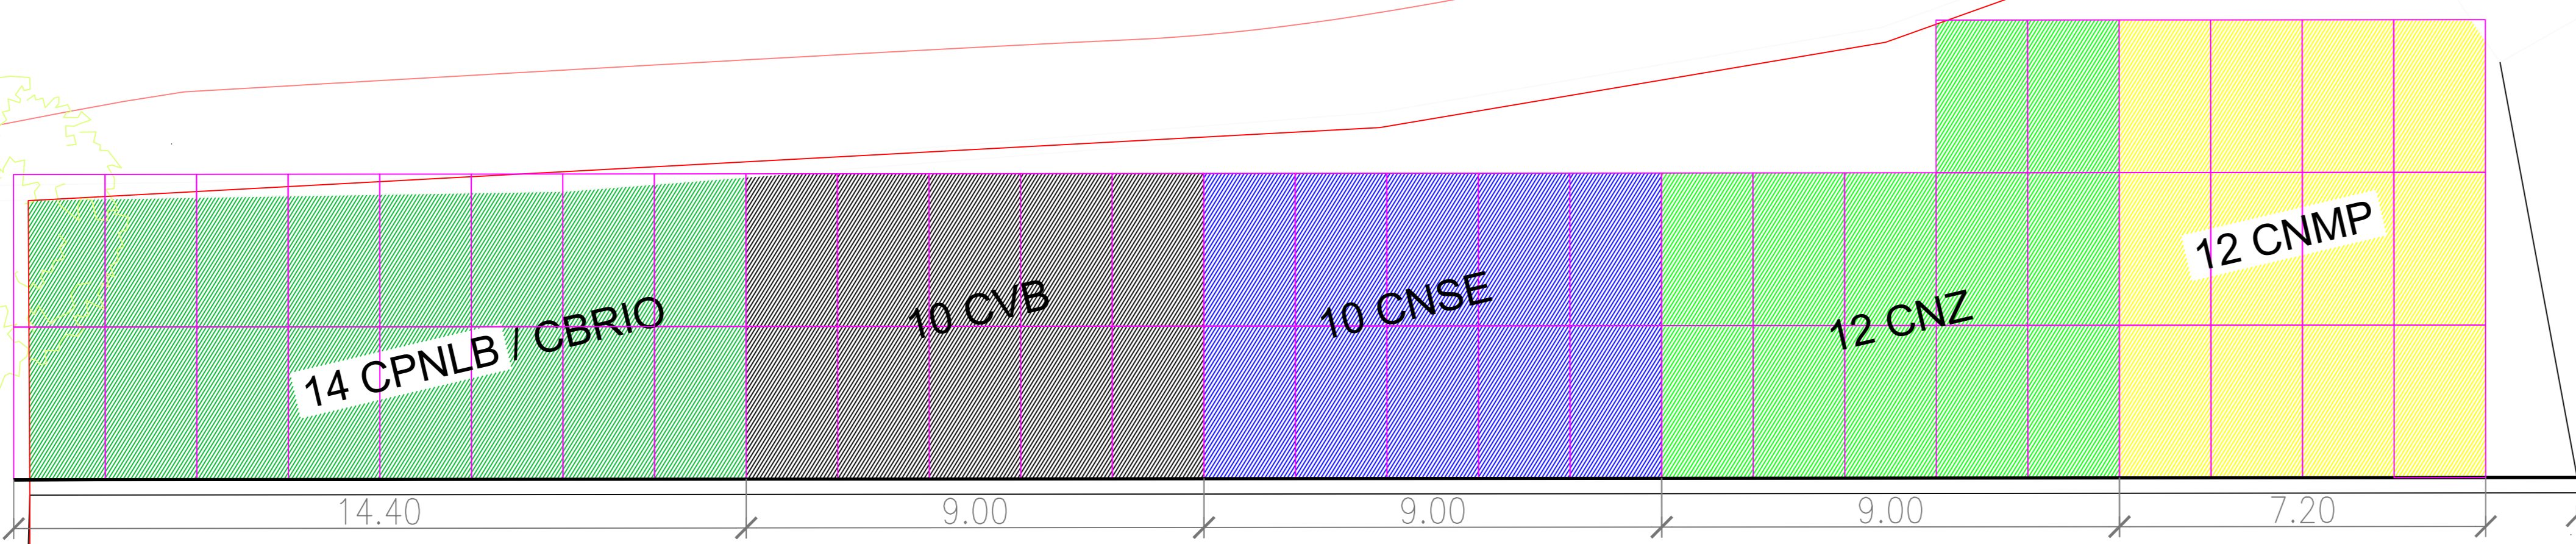 14 CPNLB / CBRIO
10 CVB
10 CNSE
12 CNZ
12 CNMP
14.40
9.00
9.00
9.00
7.20